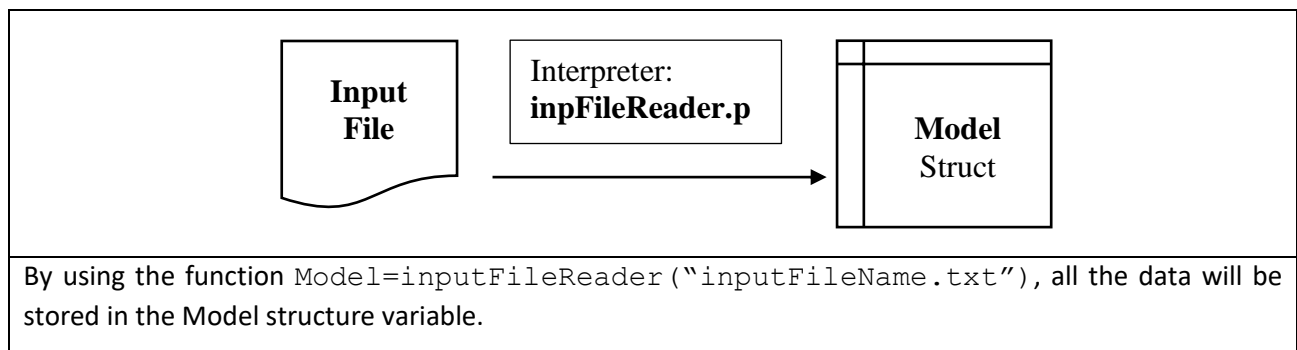 Input
File
Interpreter:
inpFileReader.p
Model
Struct
By using the function Model=inputFileReader(“inputFileName.txt”), all the data will be
stored in the Model structure variable.